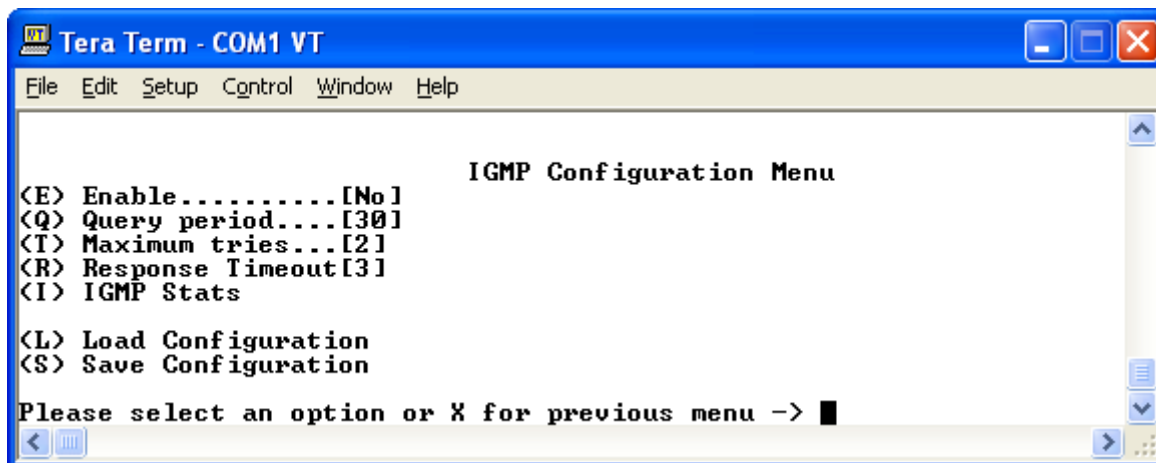 Tera Term - COM1 VT
File Edit Setup Control Window Help
IGMP Configuration Menu
(E) Enable..........[No]
(Q) Query period....[30]
(T) Maximum tries...[2]
(R) Response Timeout[3]
(I) IGMP Stats
(L) Load Configuration
(S) Save Configuration
Please select an option or X for previous menu ->